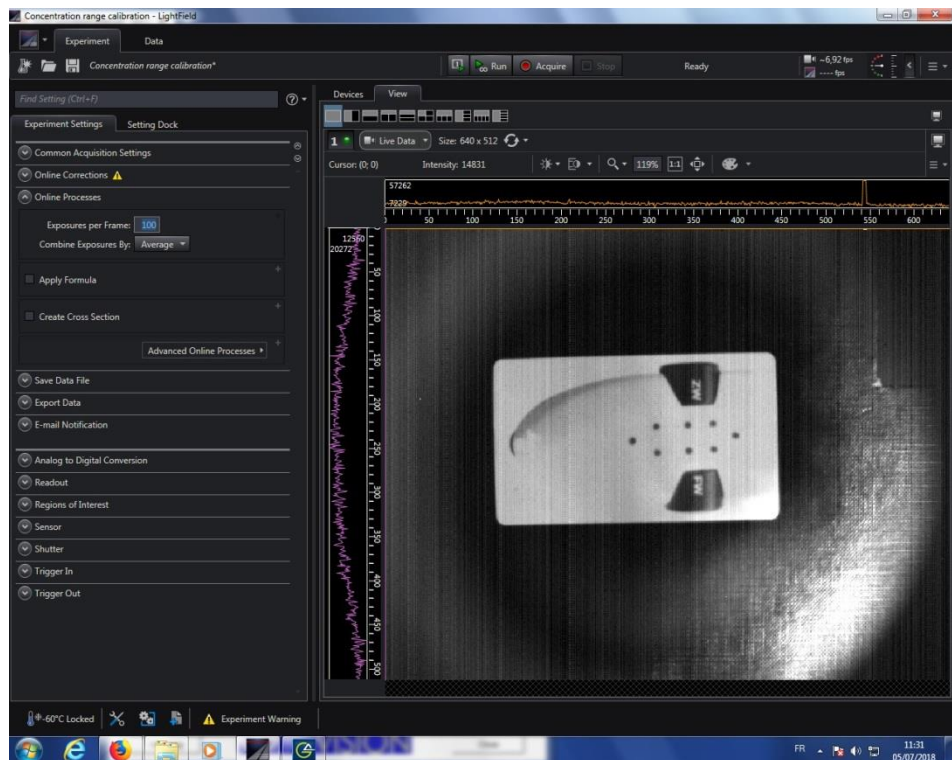 Concentration range calibration - LightField
Experiment Data
Concentration range calibration*
Run Acquire Stop Ready ~6,92 fps
---- fps
Find Setting (Ctrl+F)
Experiment Settings Setting Dock
Common Acquisition Settings
Online Corrections
Online Processes
Exposures per Frame: 100
Combine Exposures By: Average
Apply Formula
Create Cross Section
Advanced Online Processes
Save Data File
Export Data
E-mail Notification
Analog to Digital Conversion
Readout
Regions of Interest
Sensor
Shutter
Trigger In
Trigger Out
Devices View
1 Live Data Size: 640 x 512
Cursor: (0; 0) Intensity: 14831 119% 1:1
57262
7229
50 100 150 200 250 300 350 400 450 500 550 600
12560
20272
0
50
100
150
200
250
300
350
400
450
500
ZW
FW
-60°C Locked Experiment Warning
VISION Close
FR 11:31
05/07/2018